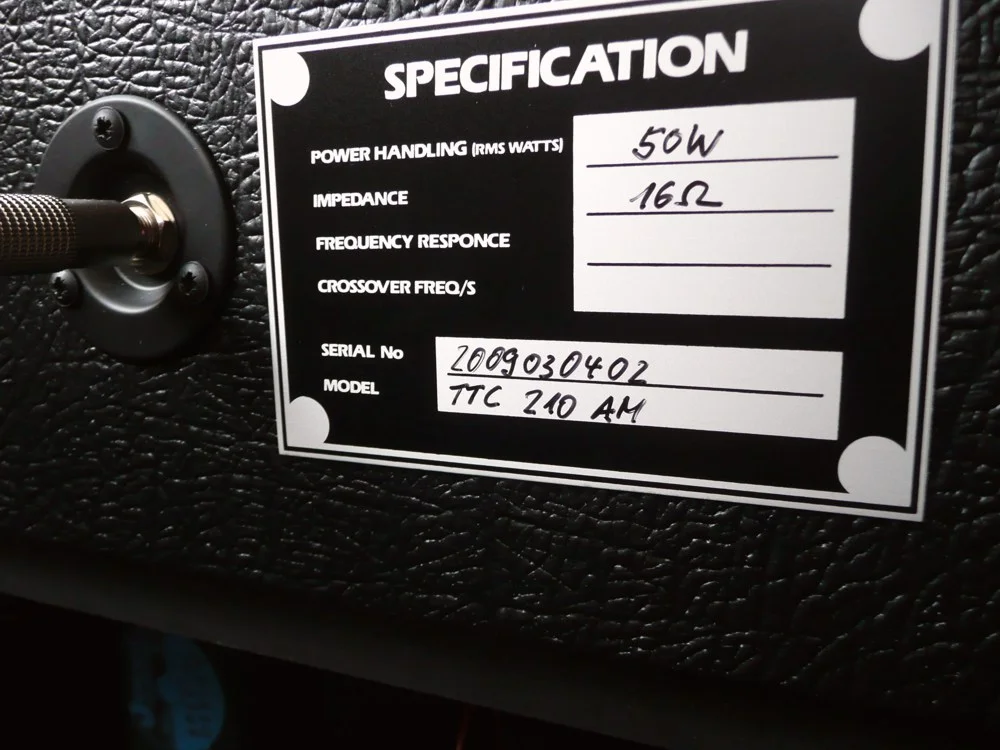 SPECIFICATION
POWER HANDLING (RMS WATTS) 50W
IMPEDANCE 16Ω
FREQUENCY RESPONCE
CROSSOVER FREQ/S
SERIAL No 2009030402
MODEL TTC 210 AM